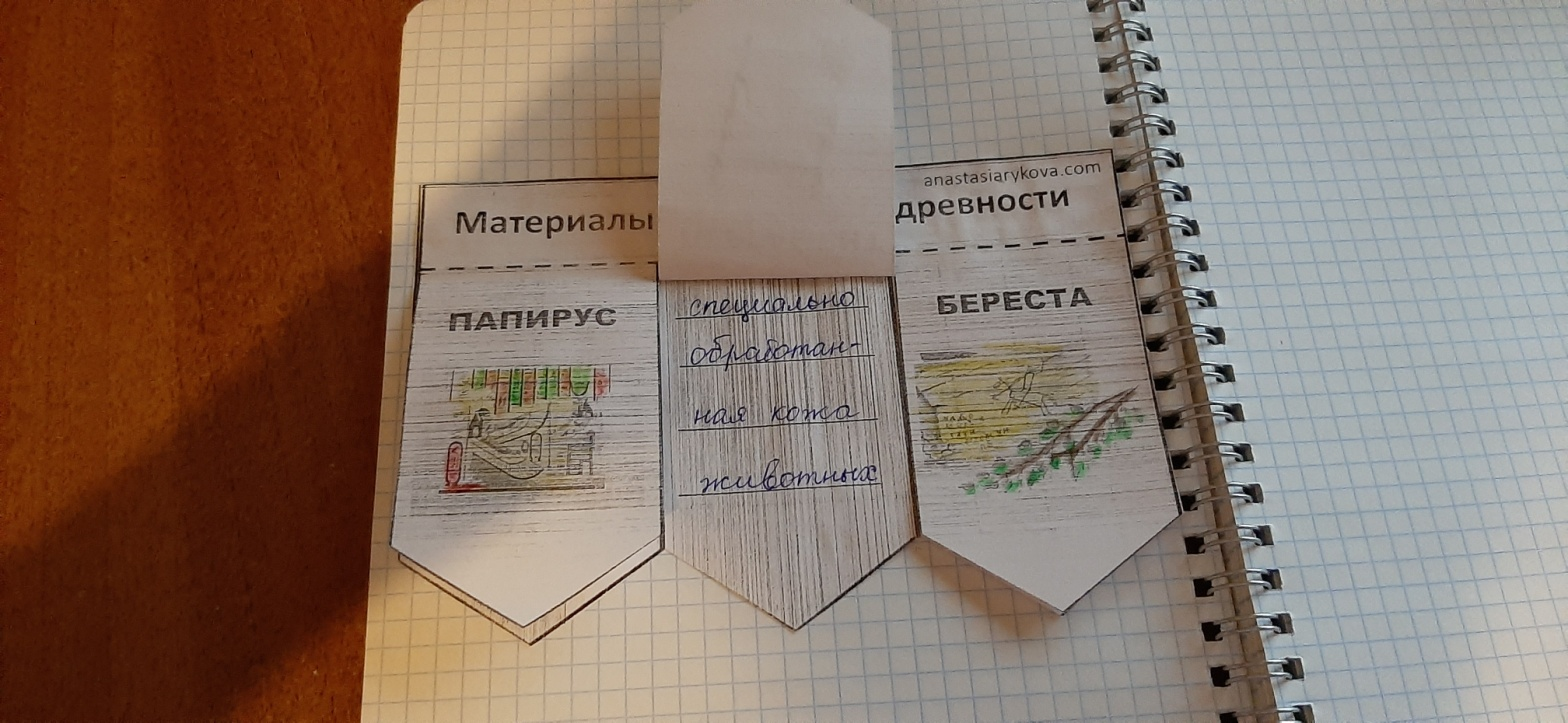 anastasiarykova.com
Материалы древности
ПАПИРУС
специально
обработан-
ная кожа
животных
БЕРЕСТА